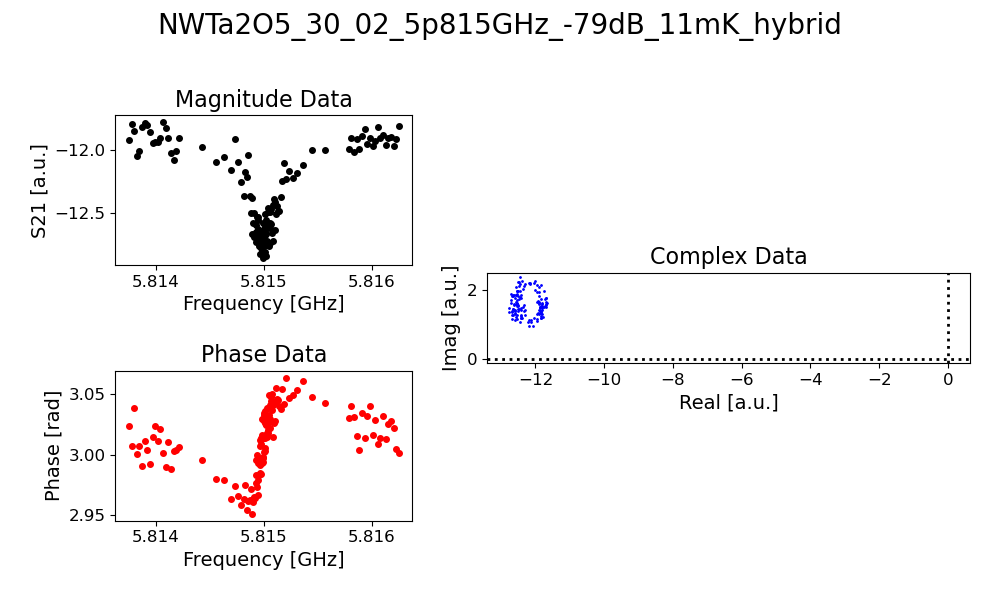 NWTa2O5_30_02_5p815GHz_-79dB_11mK_hybrid
Magnitude Data
S21 [a.u.]
−12.0
−12.5
5.814 5.815 5.816
Frequency [GHz]
Phase Data
Phase [rad]
3.05
3.00
2.95
5.814 5.815 5.816
Frequency [GHz]
Complex Data
Imag [a.u.]
2
0
−12 −10 −8 −6 −4 −2 0
Real [a.u.]